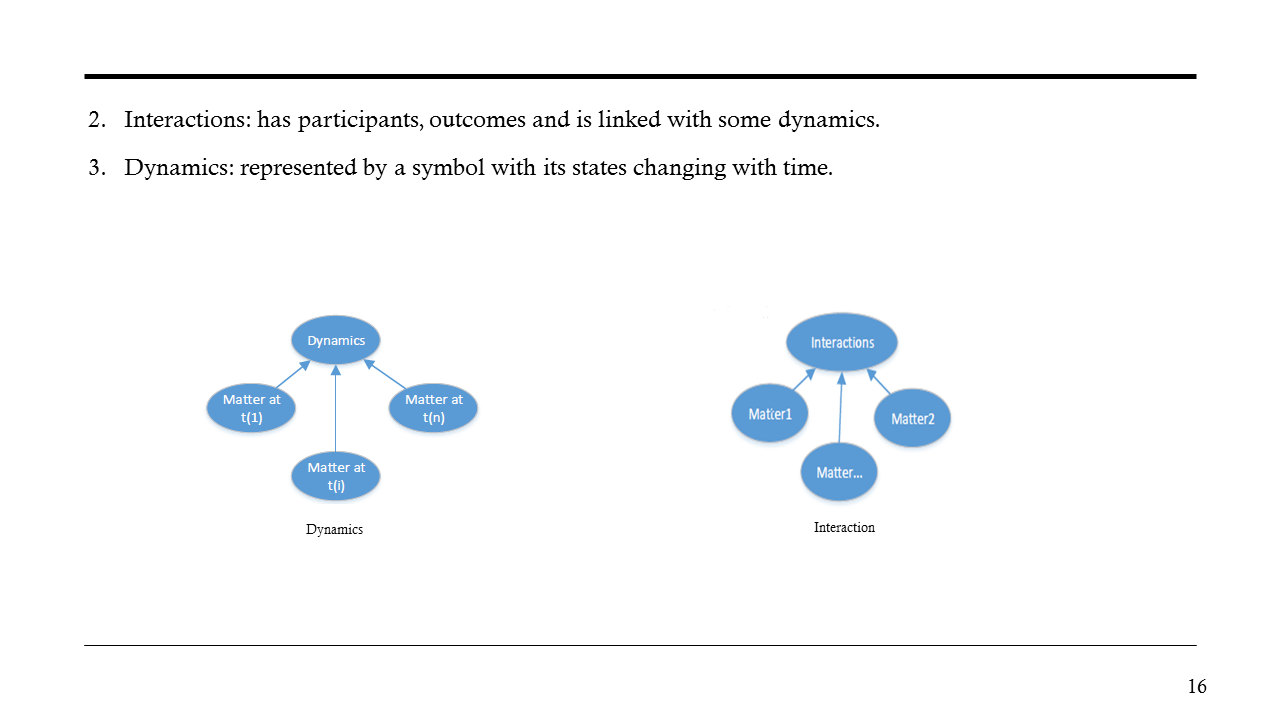 2. Interactions: has participants, outcomes and is linked with some dynamics.
3. Dynamics: represented by a symbol with its states changing with time.
Dynamics
Matter at
t(1)
Matter at
t(n)
Matter at
t(i)
Dynamics
Interactions
Matter1
Matter2
Matter...
Interaction
16